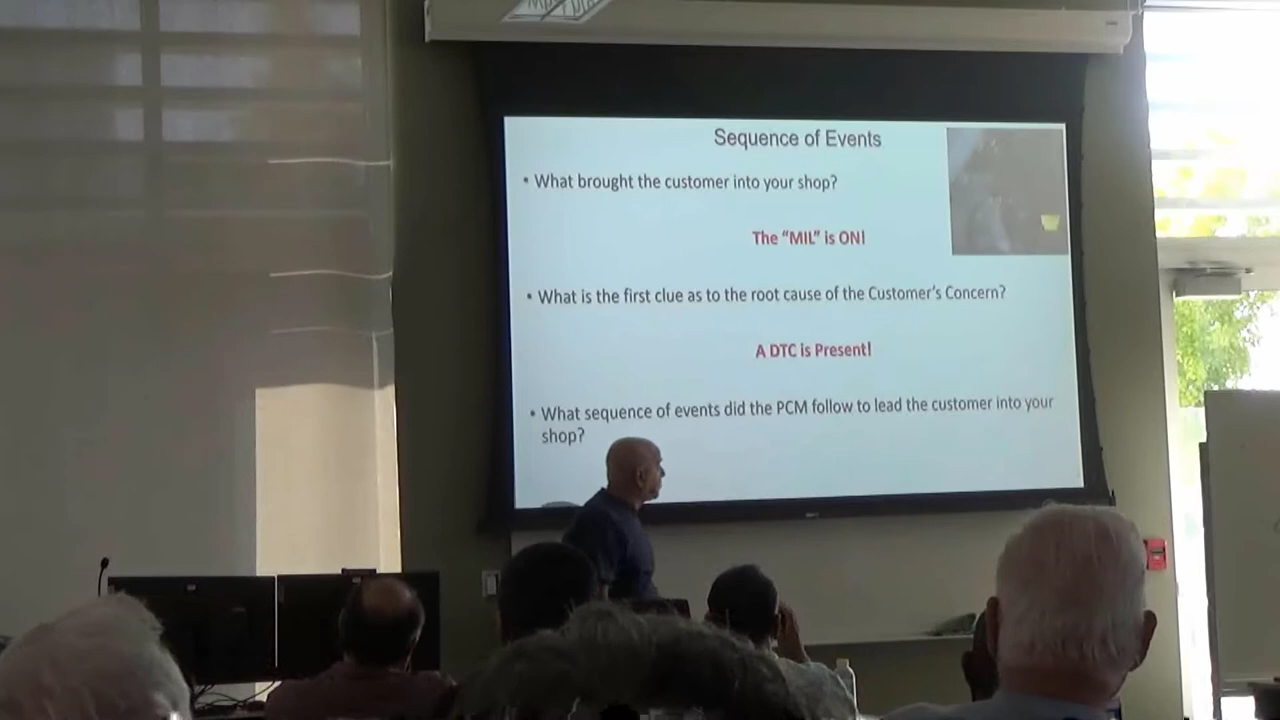 Sequence of Events
• What brought the customer into your shop?
The “MIL” is ON!
• What is the first clue as to the root cause of the Customer’s Concern?
A DTC is Present!
• What sequence of events did the PCM follow to lead the customer into your
shop?